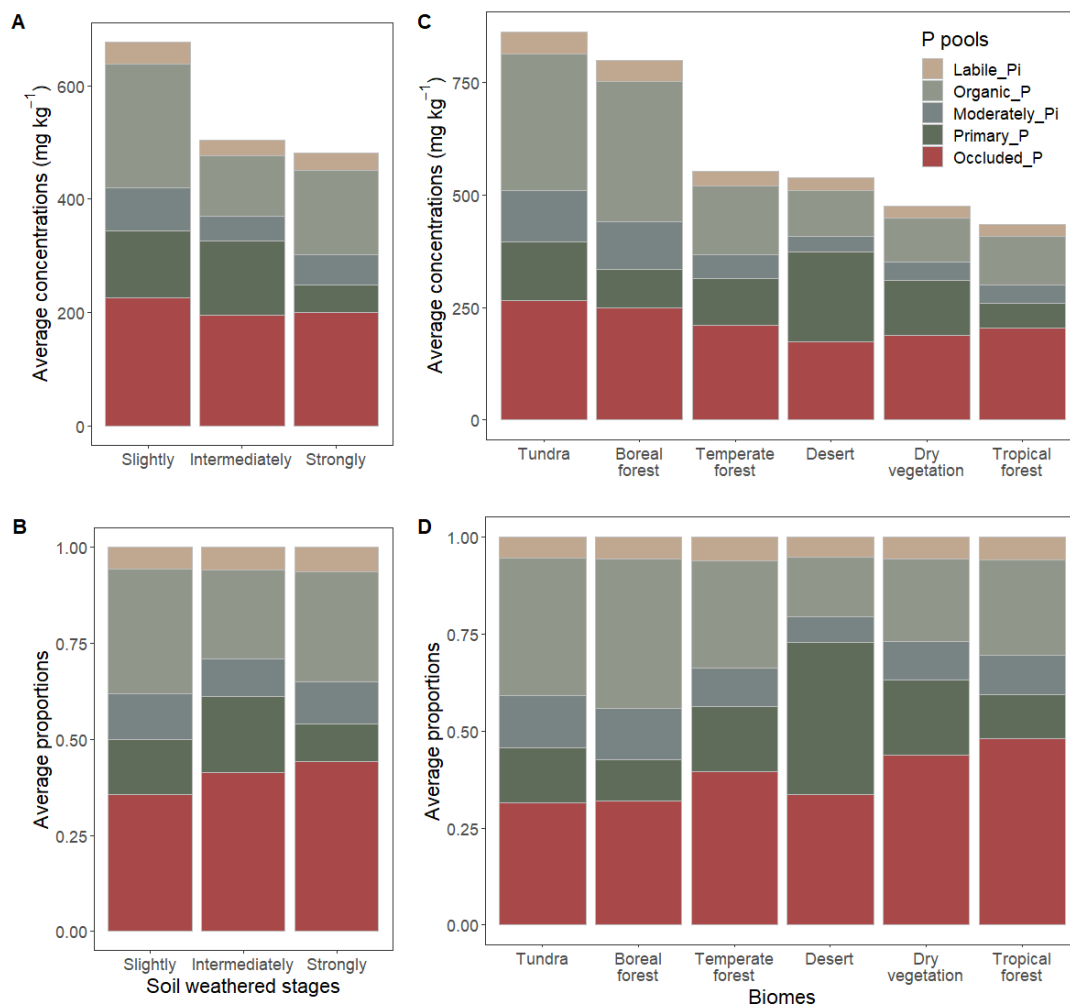 A
Average concentrations (mg kg⁻¹)
600
400
200
0
Slightly Intermediately Strongly
C
Average concentrations (mg kg⁻¹)
750
500
250
0
P pools
Labile_Pi
Organic_P
Moderately_Pi
Primary_P
Occluded_P
Tundra Boreal Temperate Desert Dry Tropical
forest forest vegetation forest
B
Average proportions
1.00
0.75
0.50
0.25
0.00
Slightly Intermediately Strongly
Soil weathered stages
D
Average proportions
1.00
0.75
0.50
0.25
0.00
Tundra Boreal Temperate Desert Dry Tropical
forest forest vegetation forest
Biomes